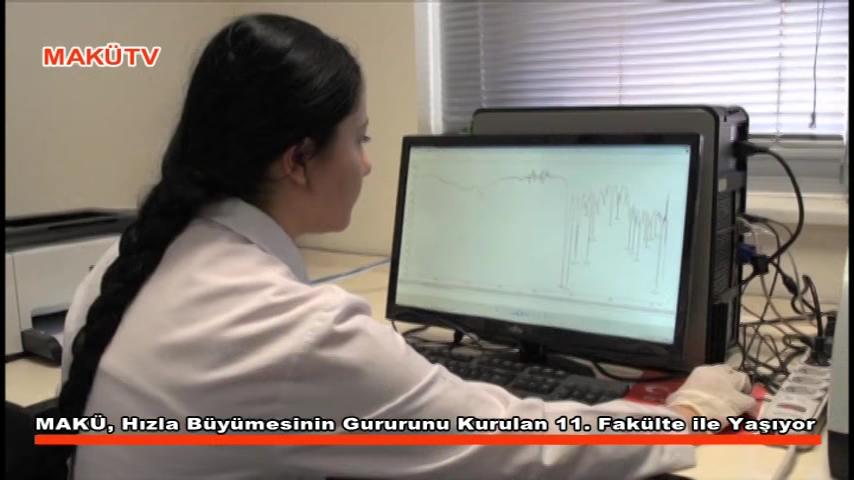 MAKÜTV
MAKÜ, Hızla Büyümesinin Gururunu Kurulan 11. Fakülte ile Yaşıyor